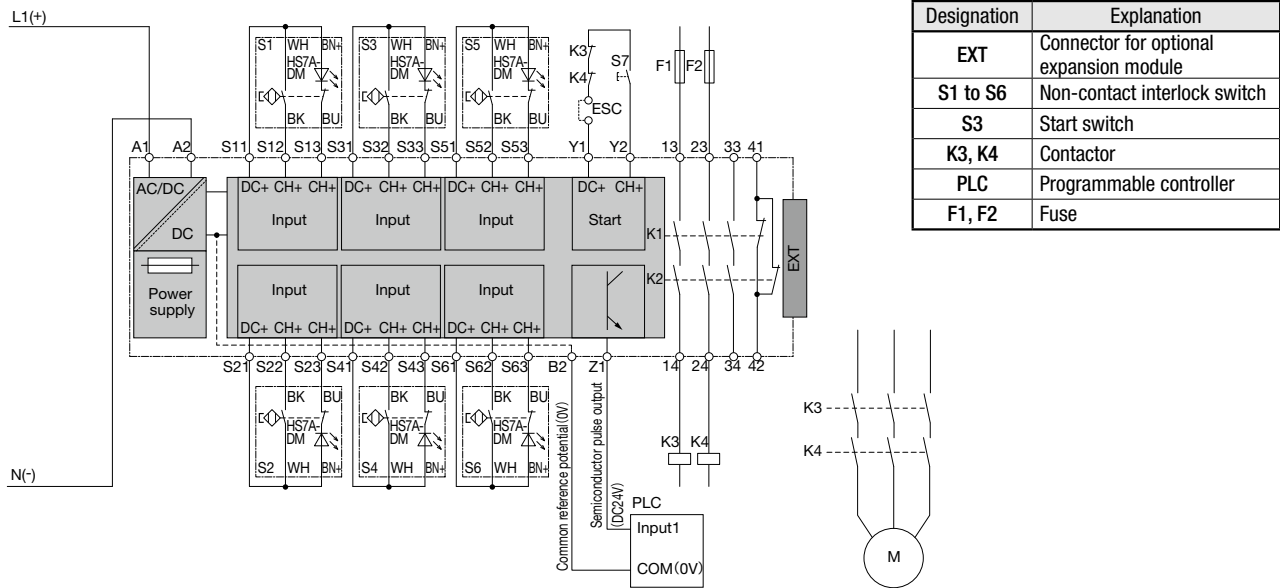 L1(+)
S1 WH BN+ S3 WH BN+ S5 WH BN+
HS7A- HS7A- HS7A-
DM DM DM
BK BU BK BU BK BU
K3 S7
K4
ESC
F1 F2
A1 A2 S11 S12 S13 S31 S32 S33 S51 S52 S53 Y1 Y2 13 23 33 41
AC/DC DC+ CH+ CH+ DC+ CH+ CH+ DC+ CH+ CH+ DC+ CH+
Input Input Input Start
DC K1
EXT
K2
Power
supply
Input Input Input
DC+ CH+ CH+ DC+ CH+ CH+ DC+ CH+ CH+
S21 S22 S23 S41 S42 S43 S61 S62 S63 B2 Z1 14 24 34 42
BK BU BK BU BK BU
HS7A- HS7A- HS7A-
DM DM DM
S2 WH BN+ S4 WH BN+ S6 WH BN+
N(-)
Common reference potential(0V)
Semiconductor pulse output
(DC24V)
K3 K4
PLC
Input1
COM(0V)
K3
K4
M
Designation Explanation
EXT Connector for optional
expansion module
S1 to S6 Non-contact interlock switch
S3 Start switch
K3, K4 Contactor
PLC Programmable controller
F1, F2 Fuse